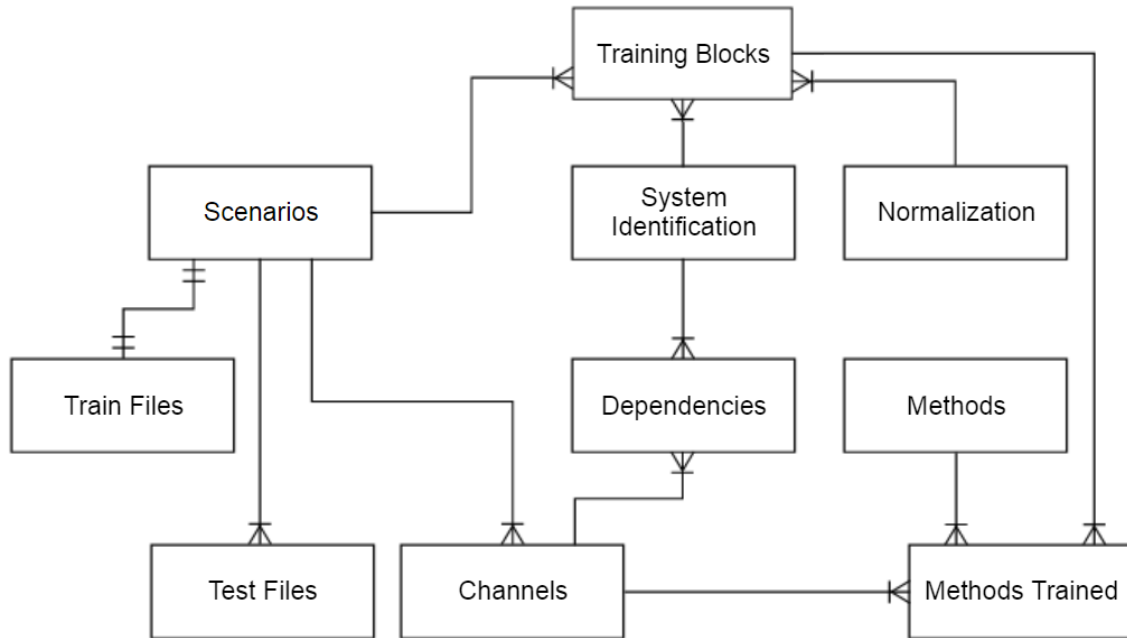 Training Blocks
Scenarios
System
Identification
Normalization
Train Files
Dependencies
Methods
Test Files
Channels
Methods Trained